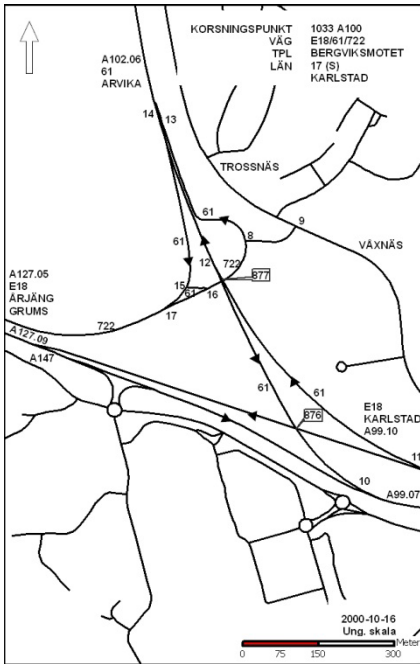 KORSNINGSPUNKT 1033 A100
VÄG E18/61/722
TPL BERGVIKSMOTET
LÄN 17 (S)
KARLSTAD
A102.06
61
ARVIKA
14
13
TROSSNÄS
61
9
8
VÄXNÄS
61
12
722
877
A127.05
E18
ÅRJÄNG
GRUMS
15
61
16
17
722
A127.09
A147
61
61
E18
KARLSTAD
A99.10
876
11
10
A99.07
2000-10-16
Ung. skala
Meter
0 150 300